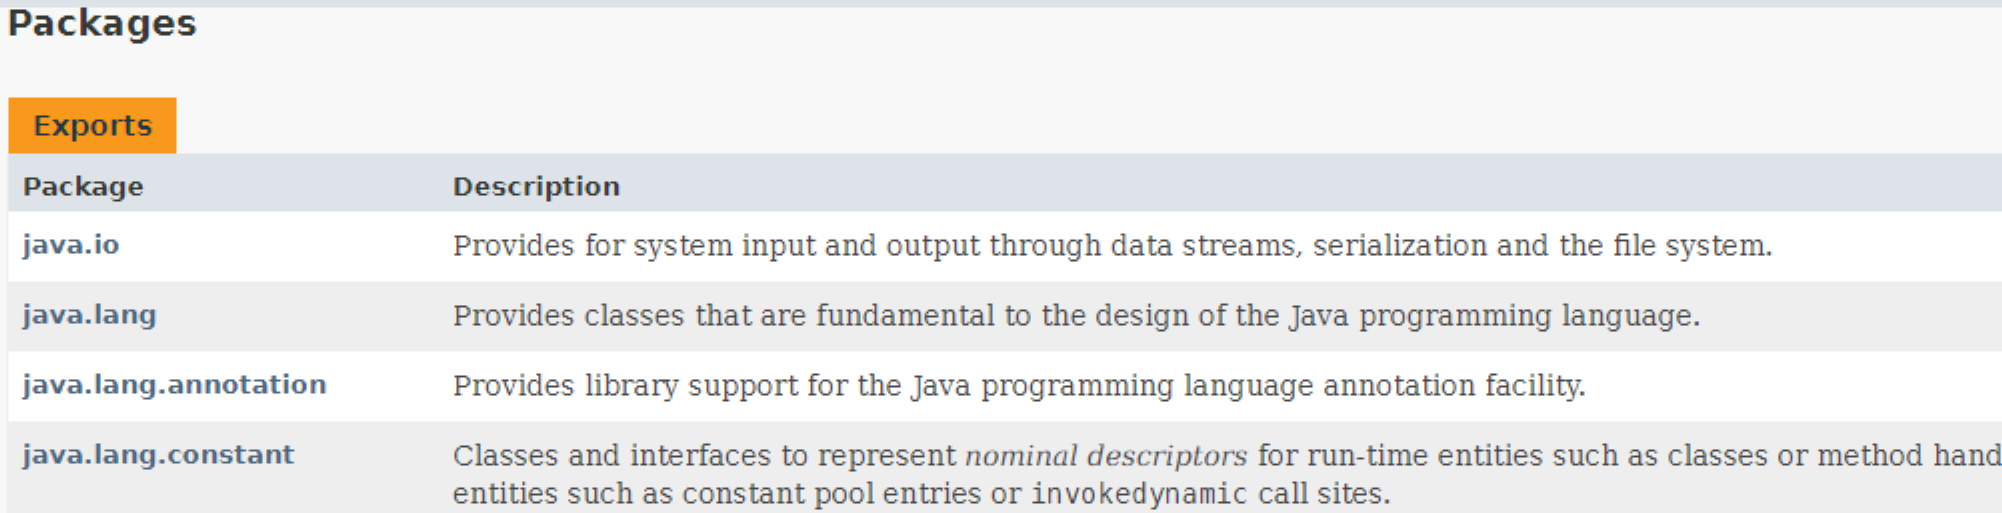 Packages
Exports
Package Description
java.io Provides for system input and output through data streams, serialization and the file system.
java.lang Provides classes that are fundamental to the design of the Java programming language.
java.lang.annotation Provides library support for the Java programming language annotation facility.
java.lang.constant Classes and interfaces to represent nominal descriptors for run-time entities such as classes or method hand
entities such as constant pool entries or invokedynamic call sites.